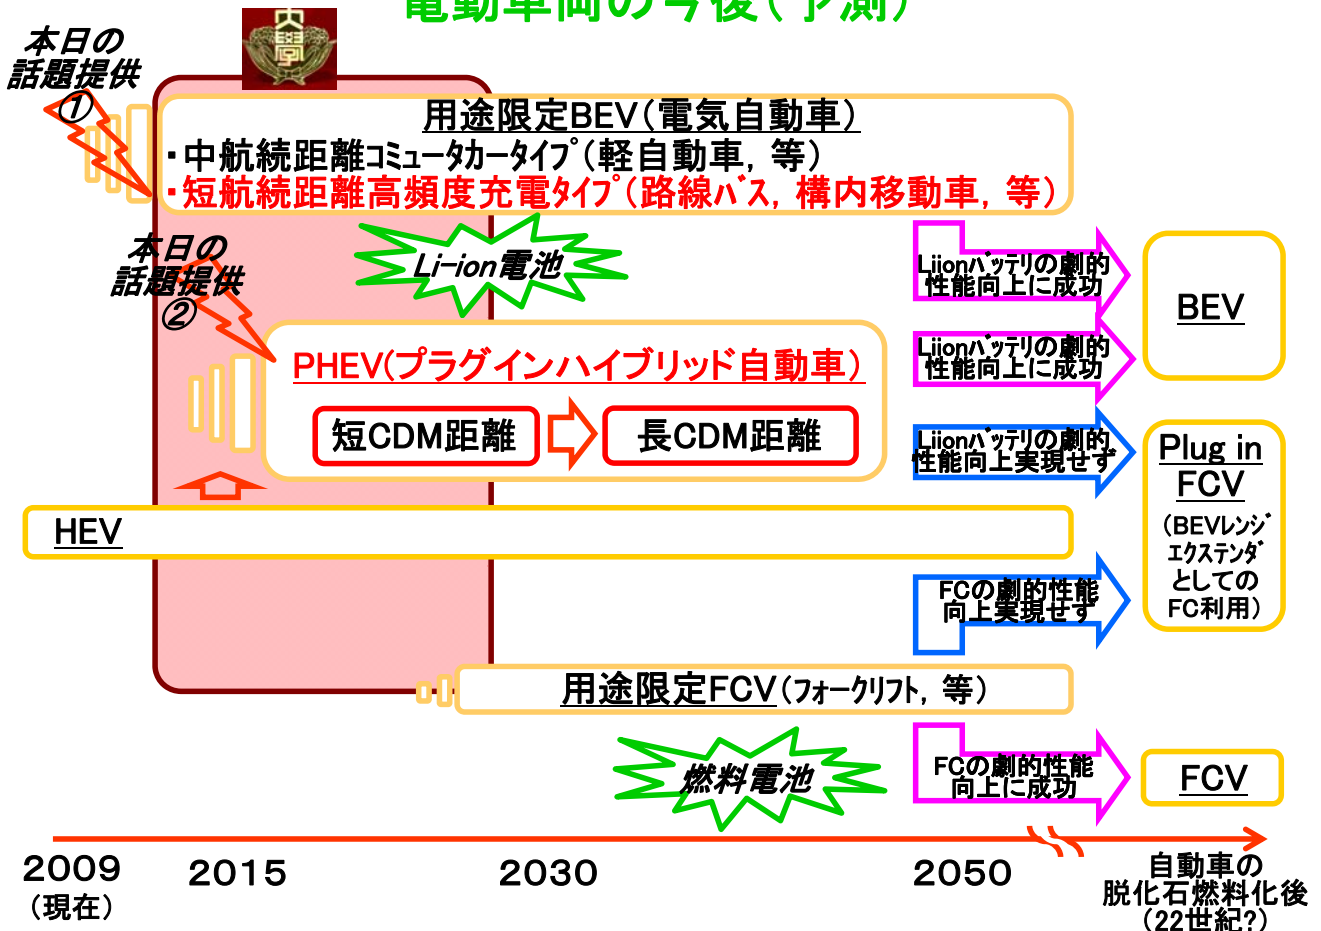 電動車両の今後(予測)
本日の
話題提供
①
大
學
用途限定BEV(電気自動車)
・中航続距離コミュータカータイプ(軽自動車, 等)
・短航続距離高頻度充電タイプ(路線バス, 構内移動車, 等)
本日の
話題提供
②
Li-ion電池
Liionバッテリの劇的
性能向上に成功
BEV
PHEV(プラグインハイブリッド自動車)
Liionバッテリの劇的
性能向上に成功
短CDM距離
長CDM距離
Liionバッテリの劇的
性能向上実現せず
Plug in
FCV
(BEVレンジ
エクステンダ
としての
FC利用)
HEV
FCの劇的性能
向上実現せず
用途限定FCV(フォークリフト, 等)
燃料電池
FCの劇的性能
向上に成功
FCV
2009
(現在)
2015
2030
2050
自動車の
脱化石燃料化後
(22世紀?)